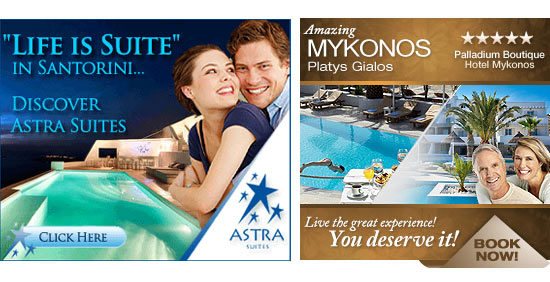 "Life is Suite"
in Santorini...
Discover
Astra Suites
Click Here
ASTRA
SUITES
Amazing
MYKONOS
Platys Gialos
Palladium Boutique
Hotel Mykonos
Live the great experience!
You deserve it!
BOOK
NOW!